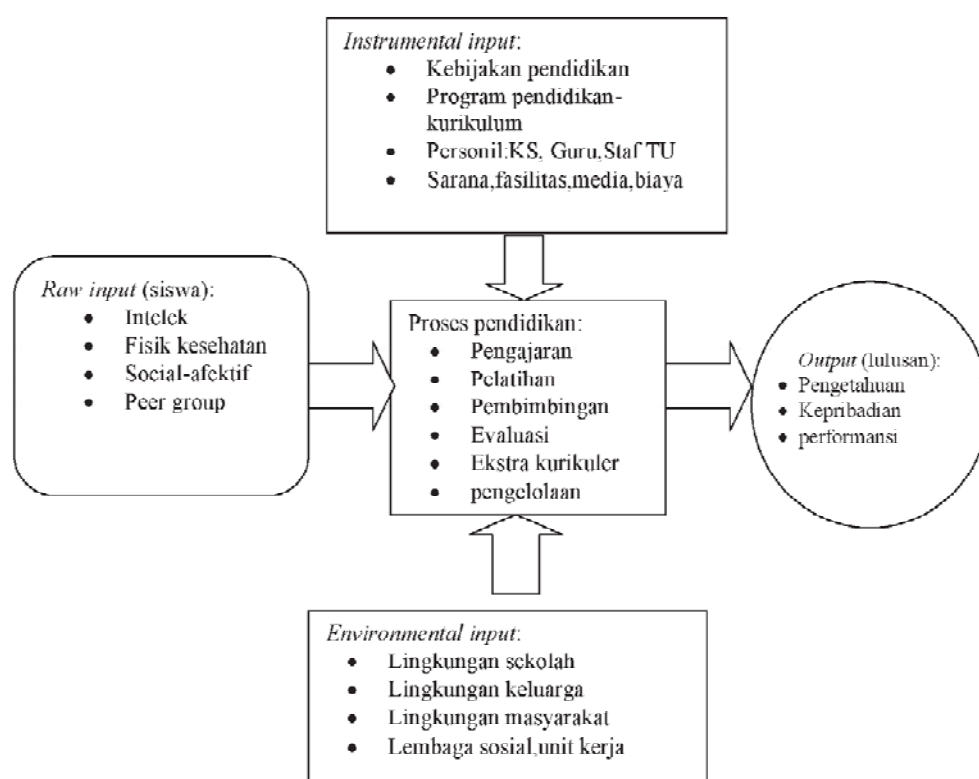 Instrumental input:
• Kebijakan pendidikan
• Program pendidikan-
kurikulum
• Personil:KS, Guru,Staf TU
• Sarana,fasilitas,media,biaya
Raw input (siswa):
• Intelek
• Fisik kesehatan
• Social-afektif
• Peer group
Proses pendidikan:
• Pengajaran
• Pelatihan
• Pembimbingan
• Evaluasi
• Ekstra kurikuler
• pengelolaan
Output (lulusan):
• Pengetahuan
• Kepribadian
• performansi
Environmental input:
• Lingkungan sekolah
• Lingkungan keluarga
• Lingkungan masyarakat
• Lembaga sosial,unit kerja